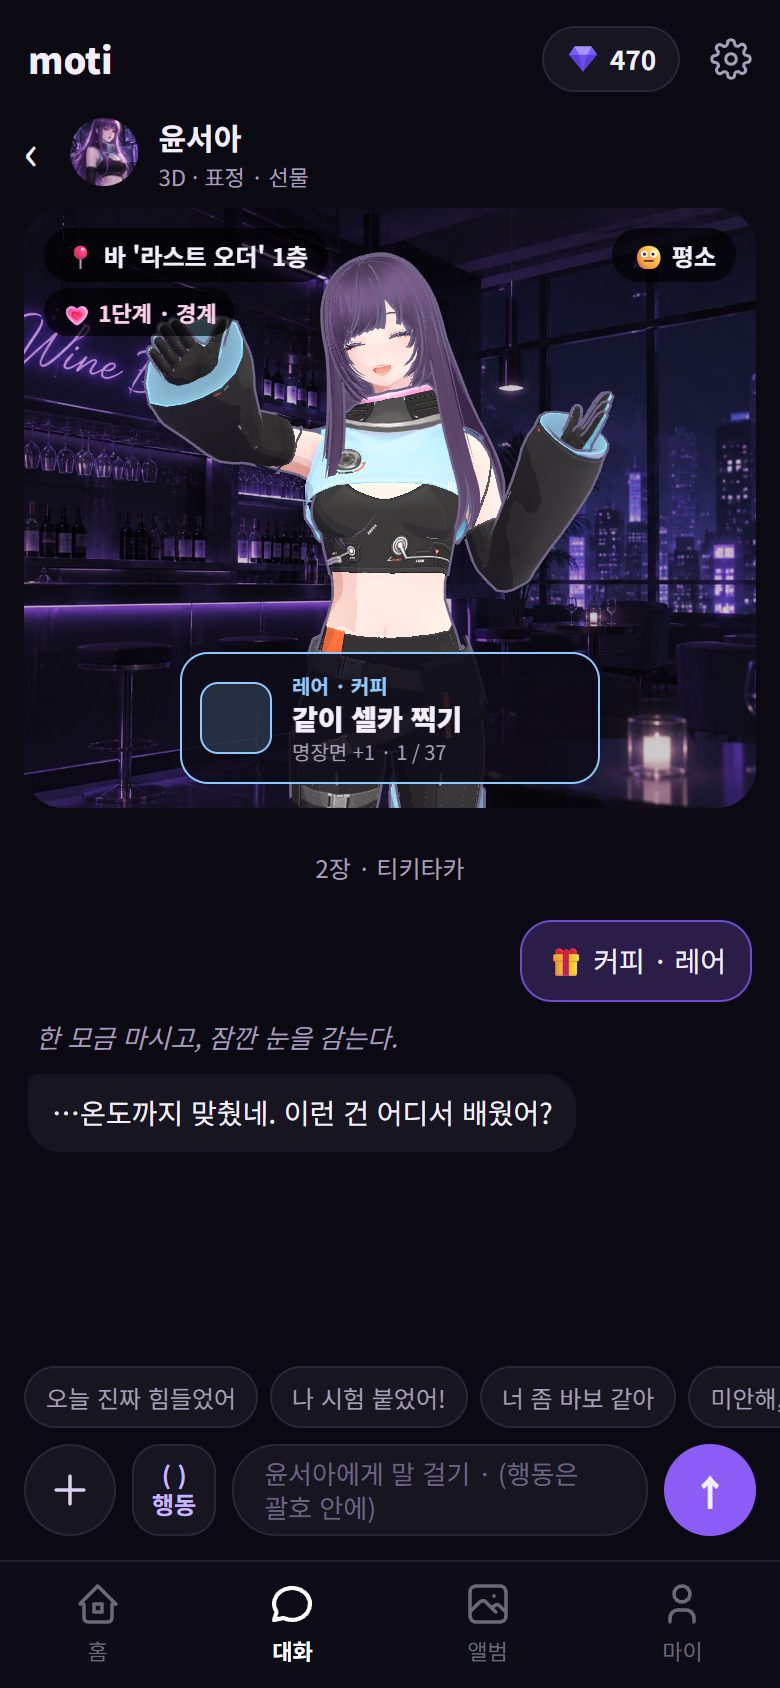 moti
470
윤서아
3D · 표정 · 선물
바 '라스트 오더' 1층
평소
1단계 · 경계
Wine
레어 · 커피
같이 셀카 찍기
명장면 +1 · 1 / 37
2장 · 티키타카
커피 · 레어
한 모금 마시고, 잠깐 눈을 감는다.
…온도까지 맞췄네. 이런 건 어디서 배웠어?
오늘 진짜 힘들었어
나 시험 붙었어!
너 좀 바보 같아
미안해,
( )
행동
윤서아에게 말 걸기 · (행동은
괄호 안에)
홈
대화
앨범
마이